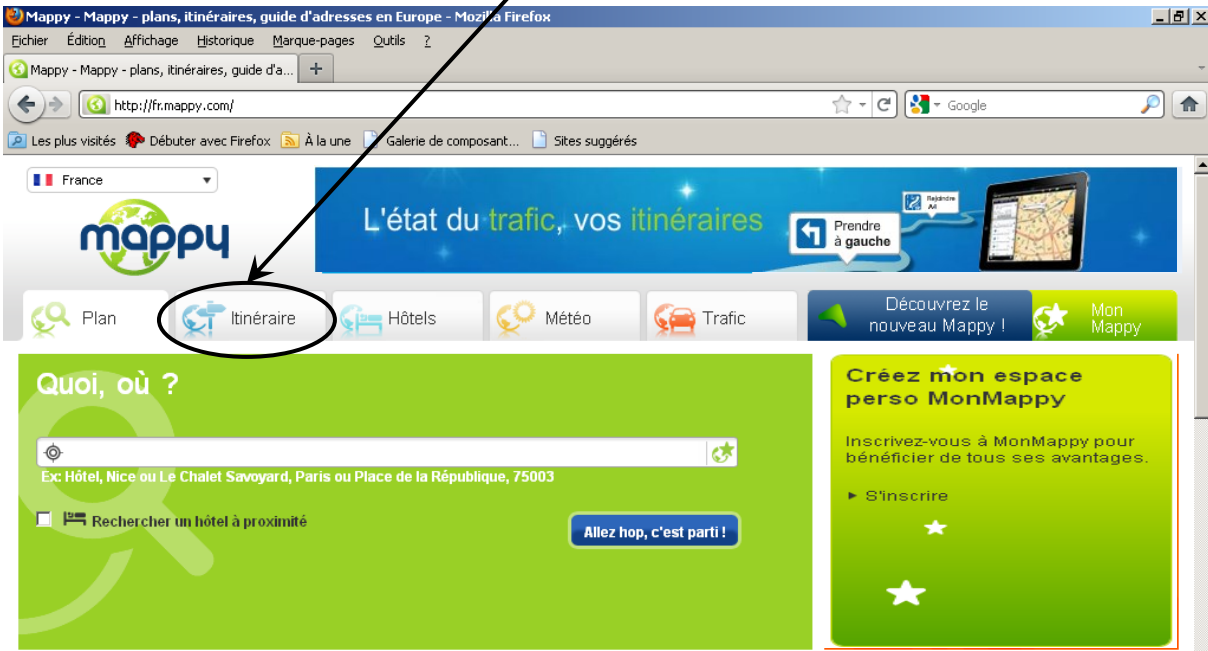 Mappy - Mappy - plans, itinéraires, guide d'adresses en Europe - Mozilla Firefox
Fichier Édition Affichage Historique Marque-pages Outils ?
Mappy - Mappy - plans, itinéraires, guide d'a... +
http://fr.mappy.com/
Google
Les plus visités Débuter avec Firefox À la une Galerie de composant... Sites suggérés
France
mappy
L'état du trafic, vos itinéraires
Prendre
à gauche
Rejoindre
A4
Plan
Itinéraire
Hôtels
Météo
Trafic
Découvrez le
nouveau Mappy !
Mon
Mappy
Quoi, où ?
Ex: Hôtel, Nice ou Le Chalet Savoyard, Paris ou Place de la République, 75003
Rechercher un hôtel à proximité
Allez hop, c'est parti !
Créez mon espace
perso MonMappy
Inscrivez-vous à MonMappy pour
bénéficier de tous ses avantages.
S'inscrire